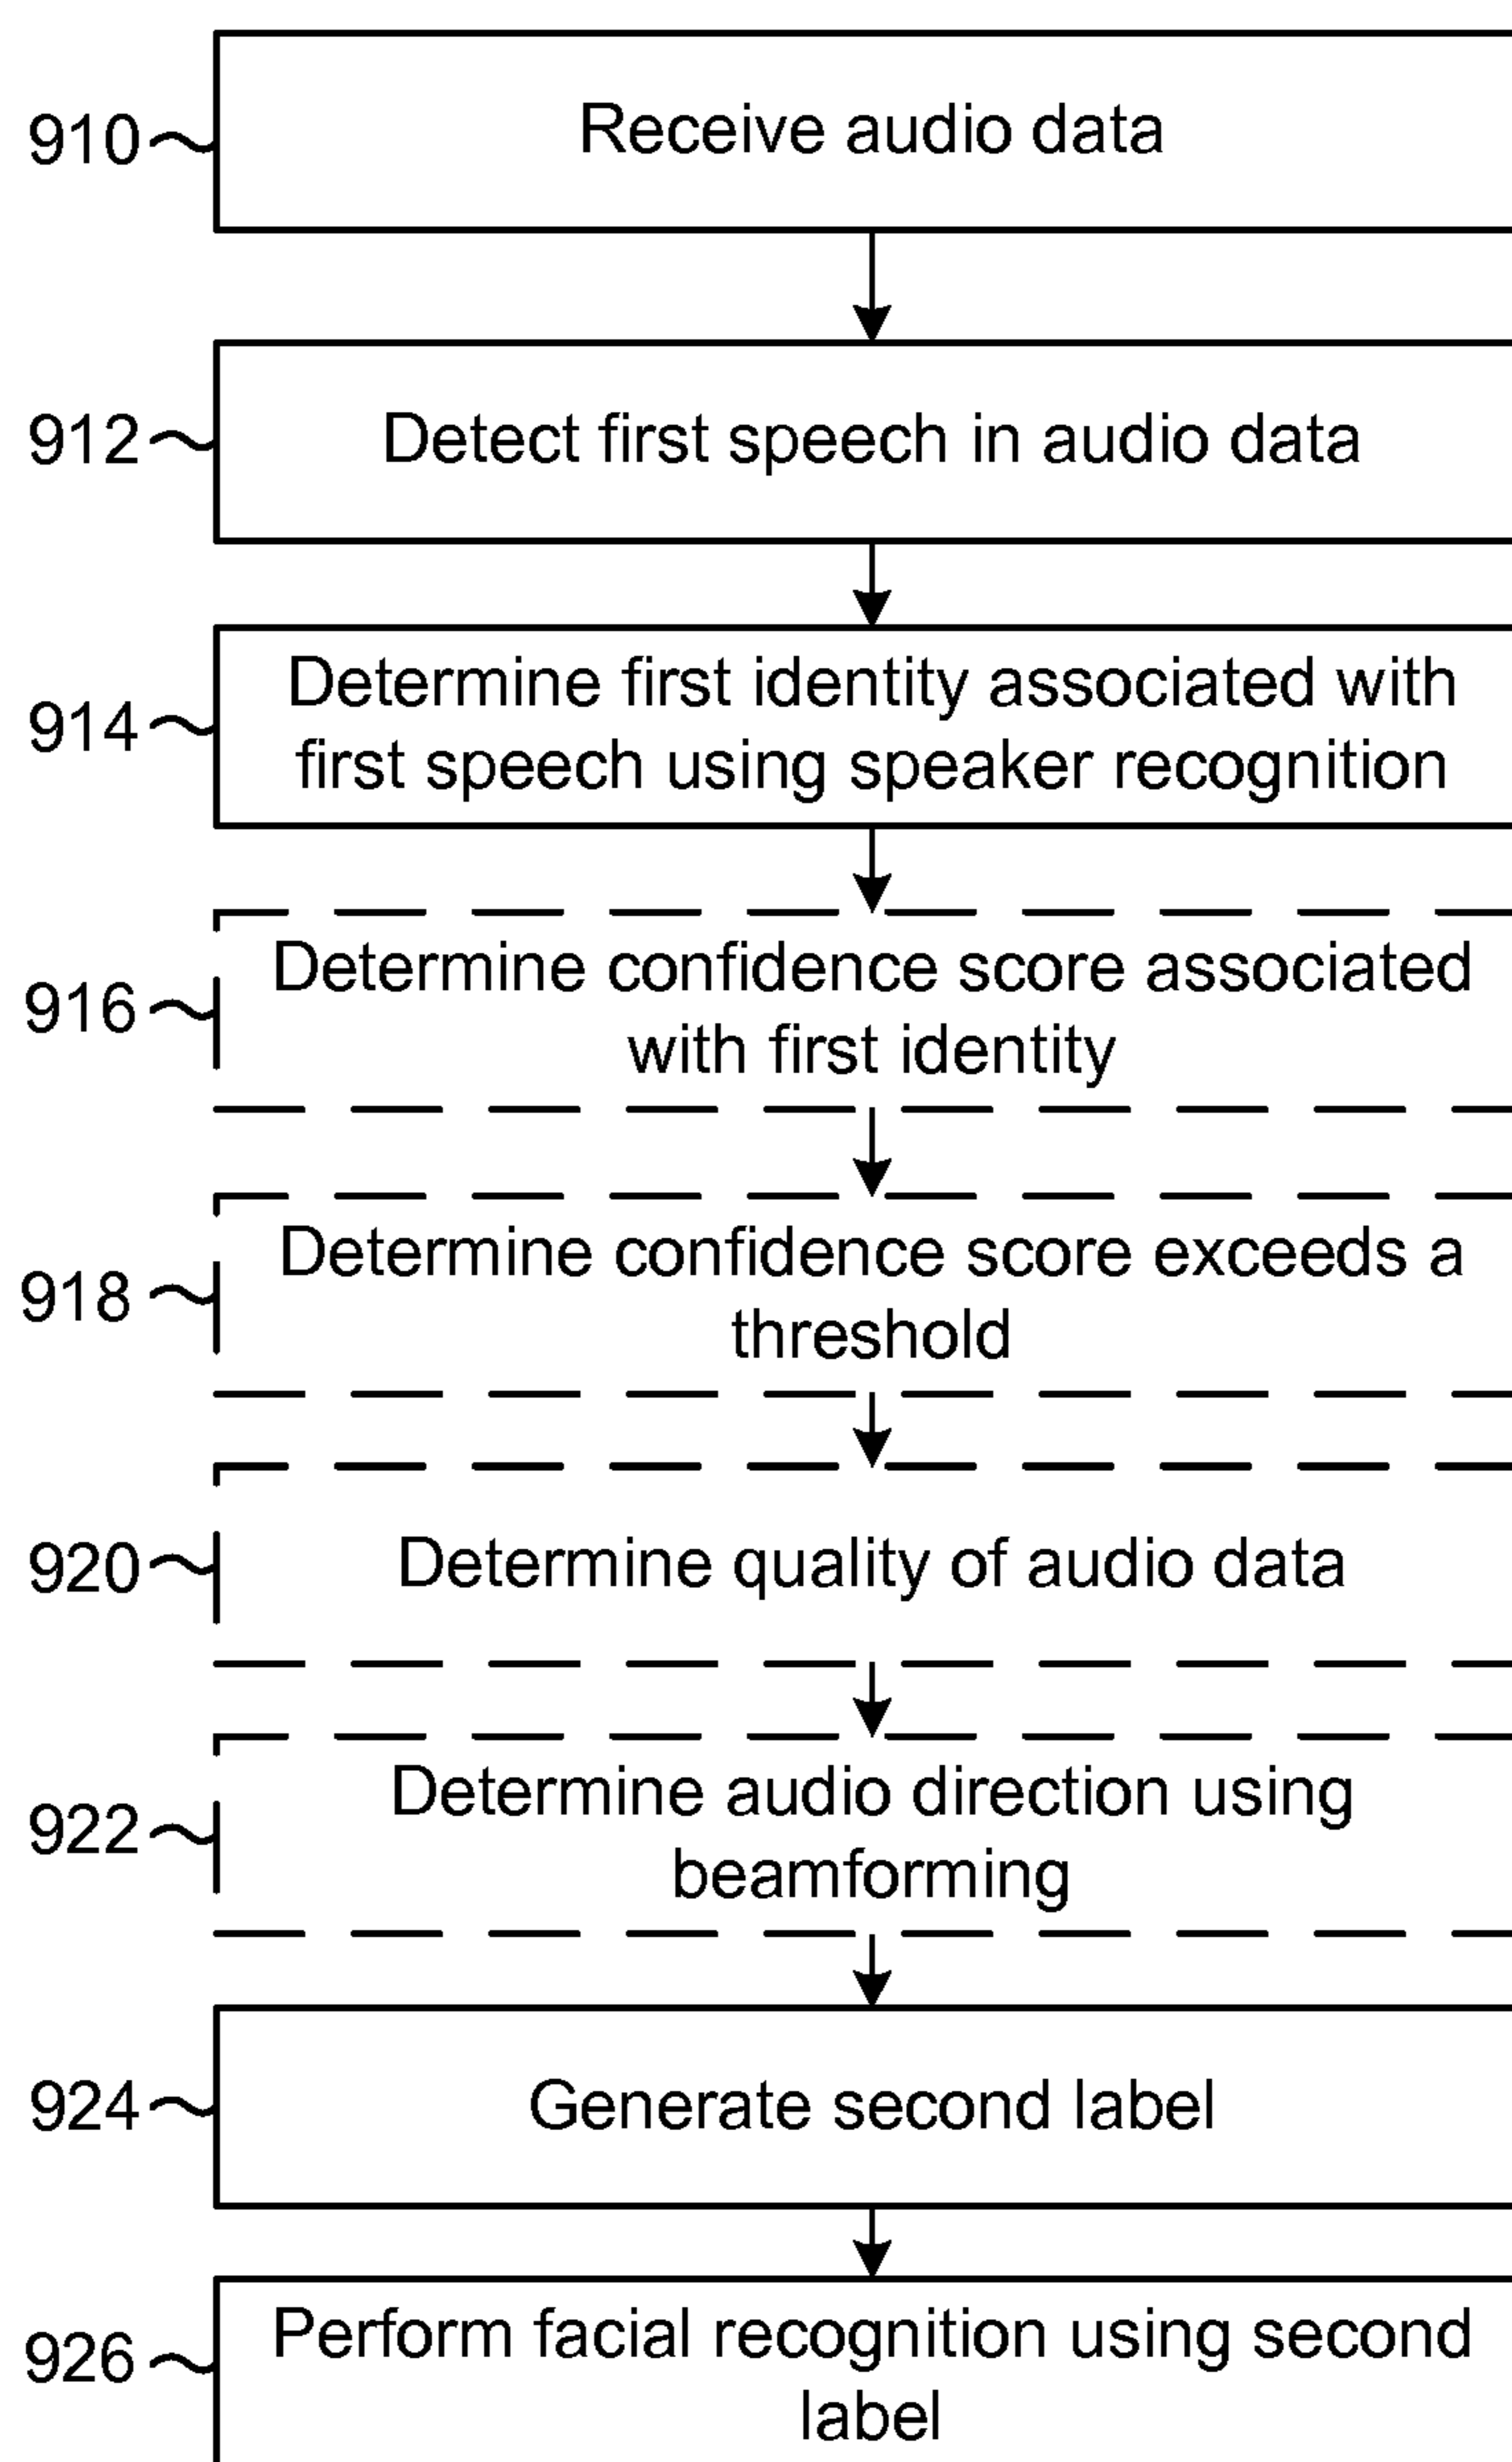 910 Receive audio data
912 Detect first speech in audio data
914 Determine first identity associated with
first speech using speaker recognition
916 Determine confidence score associated
with first identity
918 Determine confidence score exceeds a
threshold
920 Determine quality of audio data
922 Determine audio direction using
beamforming
924 Generate second label
926 Perform facial recognition using second
label